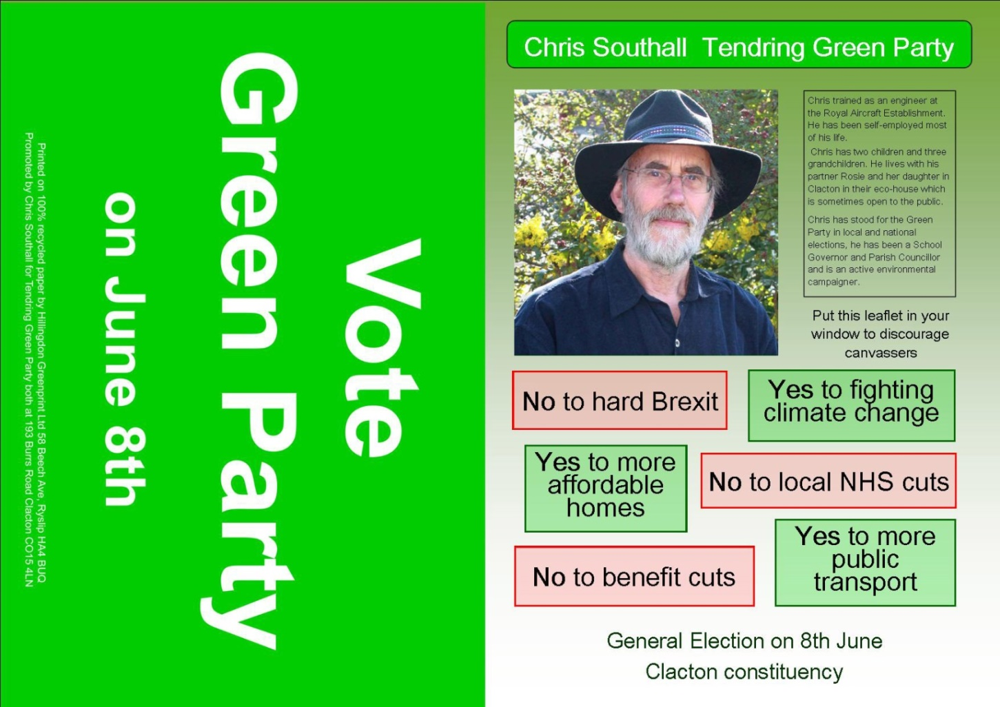 Vote
Green Party
on June 8th
Printed on 100% recycled paper by Hillingdon Greenprint Ltd 58 Beech Ave, Ryslip HA4 BUQ
Promoted by Chris Southall for Tendring Green Party both at 193 Burrs Road Clacton CO15 4LN
Chris Southall Tendring Green Party
Chris trained as an engineer at
the Royal Aircraft Establishment.
He has been self-employed most
of his life.
Chris has two children and three
grandchildren. He lives with his
partner Rosie and her daughter in
Clacton in their eco-house which
is sometimes open to the public.
Chris has stood for the Green
Party in local and national
elections, he has been a School
Governor and Parish Councillor
and is an active environmental
campaigner.
Put this leaflet in your
window to discourage
canvassers
No to hard Brexit
Yes to fighting
climate change
Yes to more
affordable
homes
No to local NHS cuts
Yes to more
public
transport
No to benefit cuts
General Election on 8th June
Clacton constituency